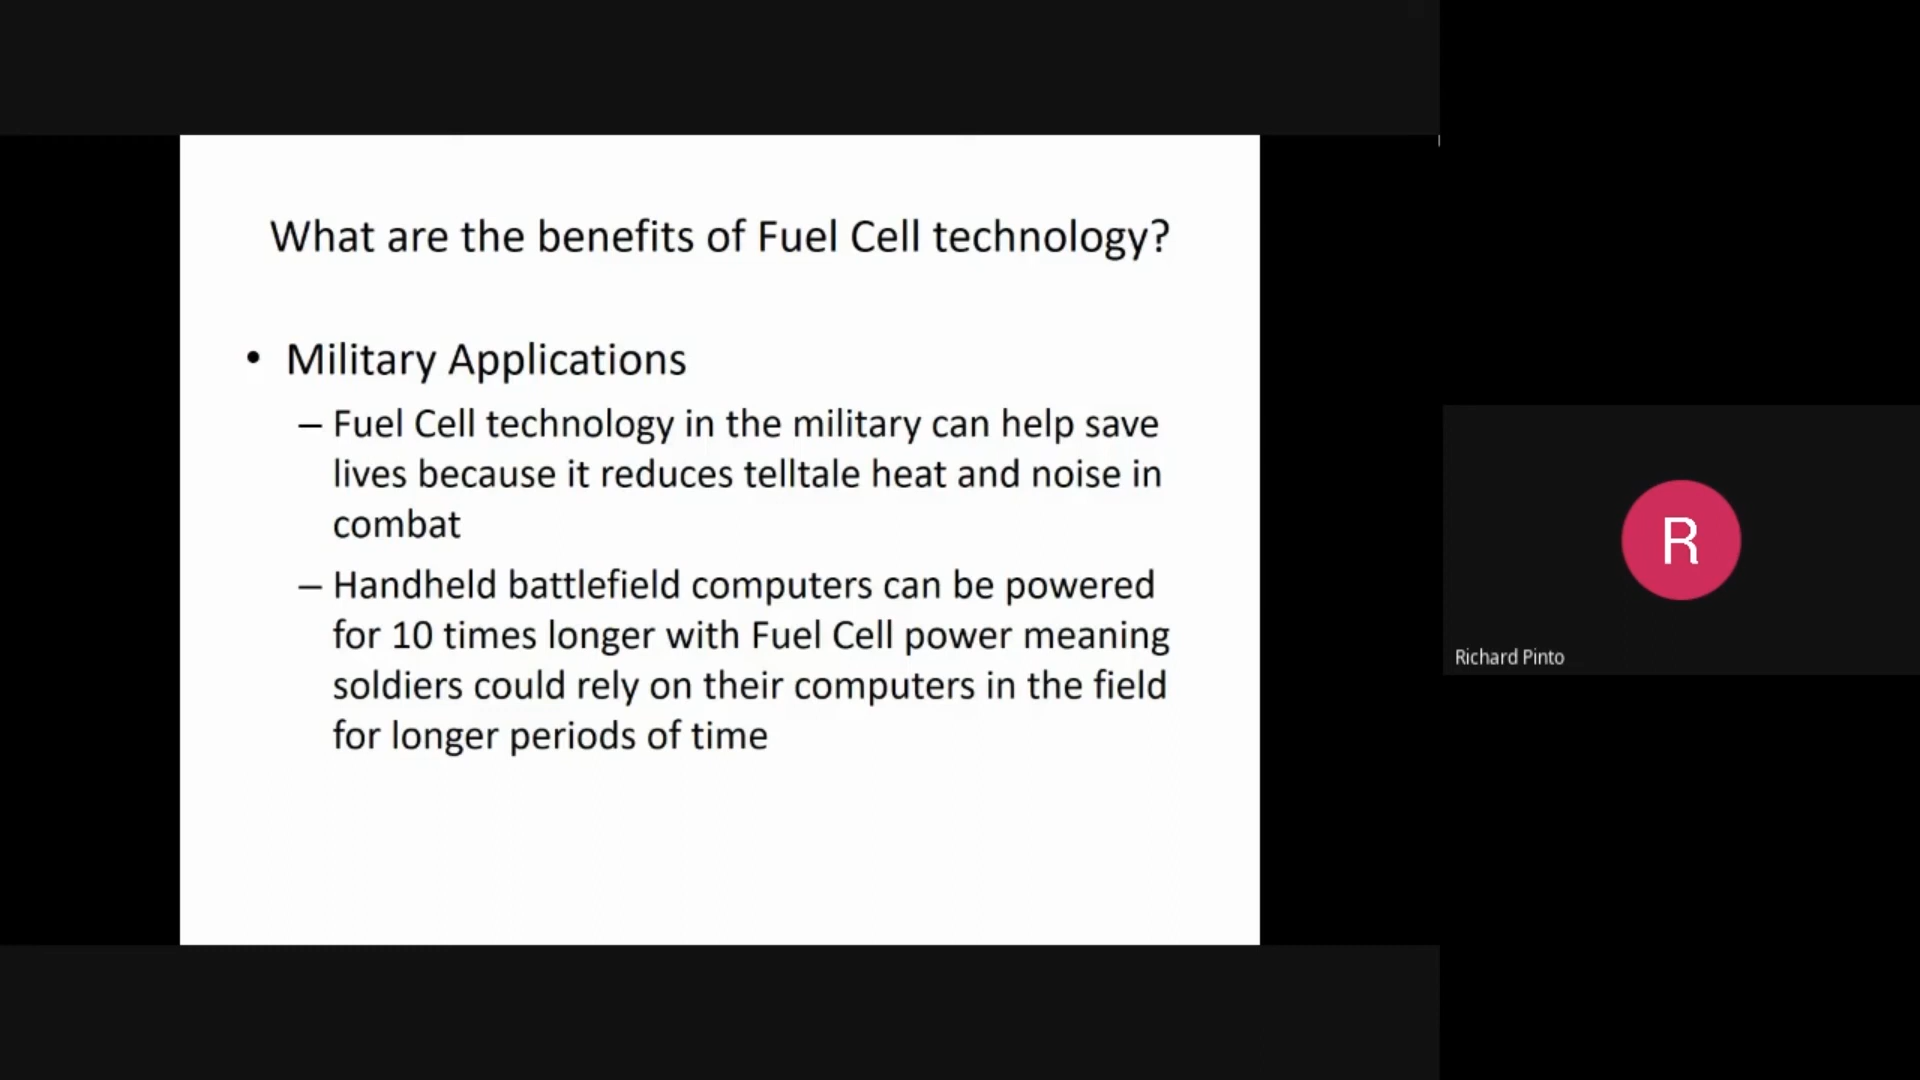 What are the benefits of Fuel Cell technology?
• Military Applications
– Fuel Cell technology in the military can help save
lives because it reduces telltale heat and noise in
combat
– Handheld battlefield computers can be powered
for 10 times longer with Fuel Cell power meaning
soldiers could rely on their computers in the field
for longer periods of time
R
Richard Pinto